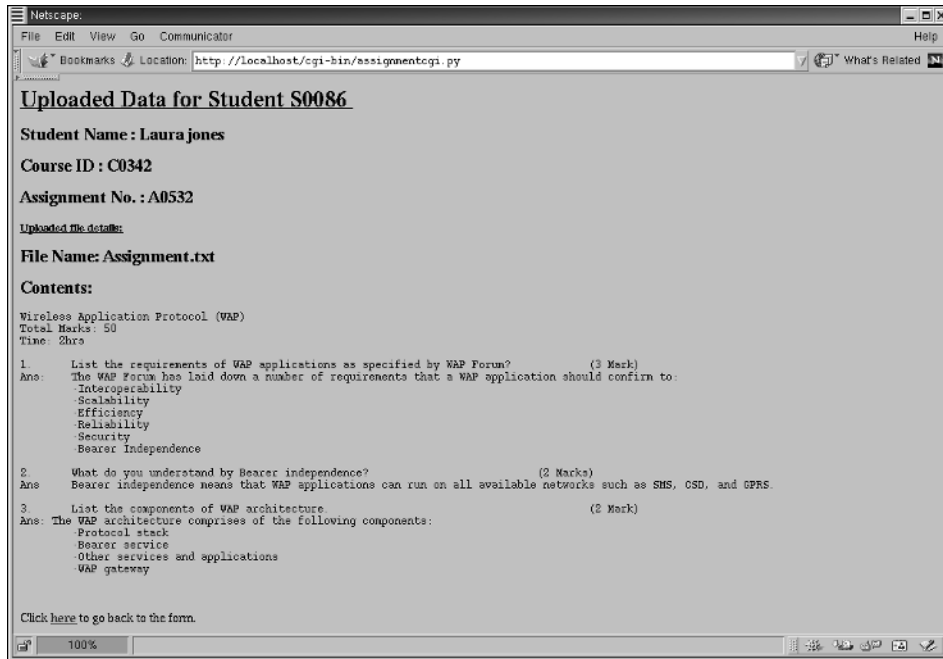 Netscape:
File Edit View Go Communicator Help
Bookmarks Location: http://localhost/cgi-bin/assignmentcgi.py What's Related N
Uploaded Data for Student S0086
Student Name : Laura jones
Course ID : C0342
Assignment No. : A0532
Uploaded file details:
File Name: Assignment.txt
Contents:
Wireless Application Protocol (WAP)
Total Marks: 50
Time: 2hrs
1. List the requirements of WAP applications as specified by WAP Forum? (3 Mark)
Ans: The WAP Forum has laid down a number of requirements that a WAP application should confirm to:
-Interoperability
-Scalability
-Efficiency
-Reliability
-Security
-Bearer Independence
2. What do you understand by Bearer independence? (2 Marks)
Ans Bearer independence means that WAP applications can run on all available networks such as SMS, CSD, and GPRS.
3. List the components of WAP architecture. (2 Mark)
Ans: The WAP architecture comprises of the following components:
-Protocol stack
-Bearer service
-Other services and applications
-WAP gateway
Click here to go back to the form.
100%